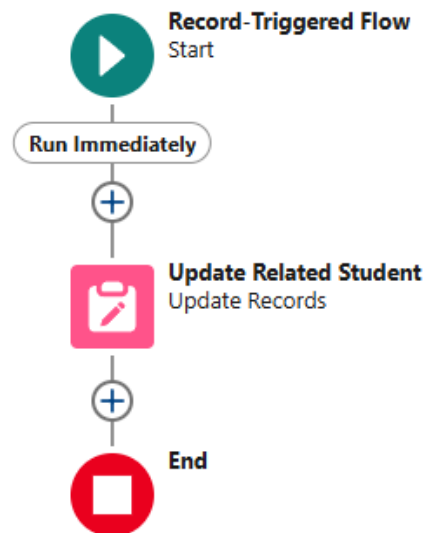 Record-Triggered Flow
Start
Run Immediately
Update Related Student
Update Records
End